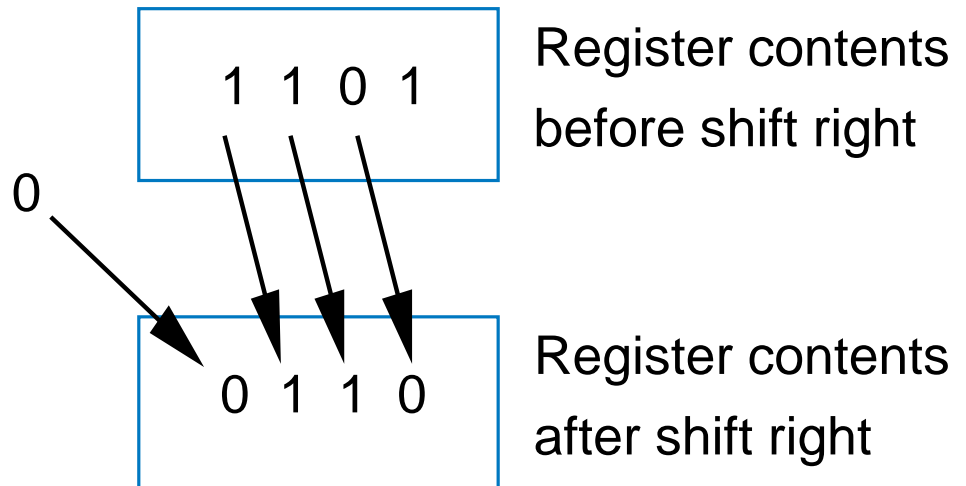 Register contents
1 1 0 1
before shift right
0
Register contents
0 1 1 0
after shift right